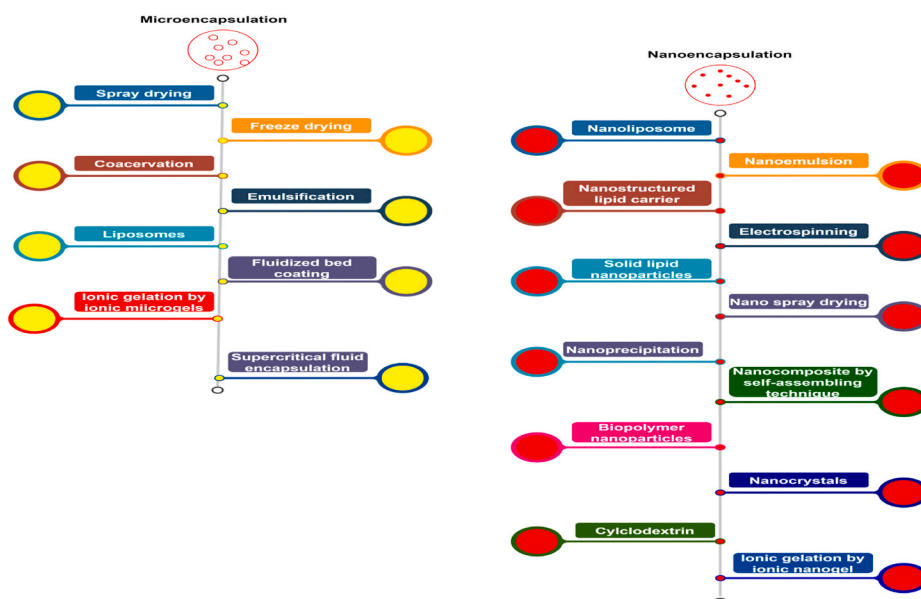 Microencapsulation
Spray drying
Freeze drying
Coacervation
Emulsification
Liposomes
Fluidized bed
coating
Ionic gelation by
ionic miicrogels
Supercritical fluid
encapsulation
Nanoencapsulation
Nanoliposome
Nanoemulsion
Nanostructured
lipid carrier
Electrospinning
Solid lipid
nanoparticles
Nano spray drying
Nanoprecipitation
Nanocomposite by
self-assembling
technique
Biopolymer
nanoparticles
Nanocrystals
Cylclodextrin
Ionic gelation by
ionic nanogel